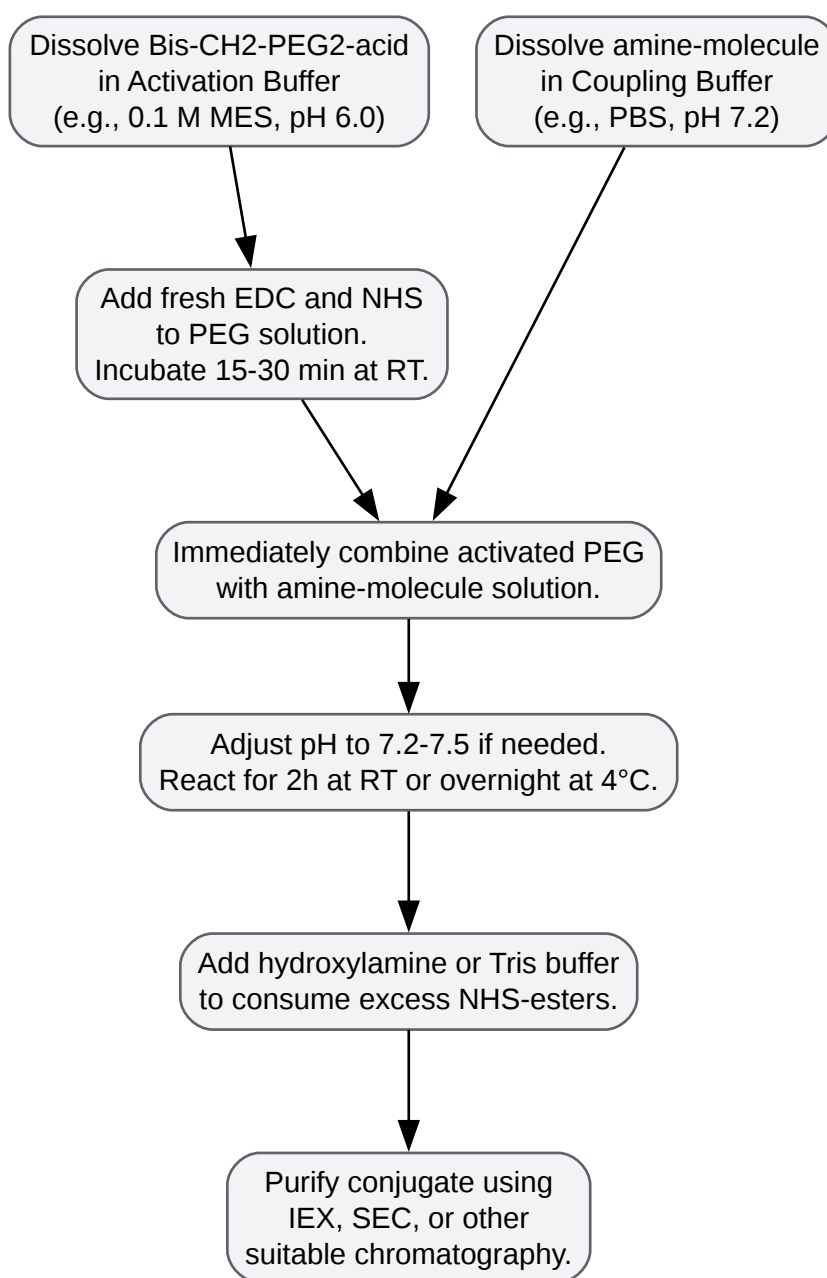 Dissolve Bis-CH2-PEG2-acid
in Activation Buffer
(e.g., 0.1 M MES, pH 6.0)
Dissolve amine-molecule
in Coupling Buffer
(e.g., PBS, pH 7.2)
Add fresh EDC and NHS
to PEG solution.
Incubate 15-30 min at RT.
Immediately combine activated PEG
with amine-molecule solution.
Adjust pH to 7.2-7.5 if needed.
React for 2h at RT or overnight at 4°C.
Add hydroxylamine or Tris buffer
to consume excess NHS-esters.
Purify conjugate using
IEX, SEC, or other
suitable chromatography.